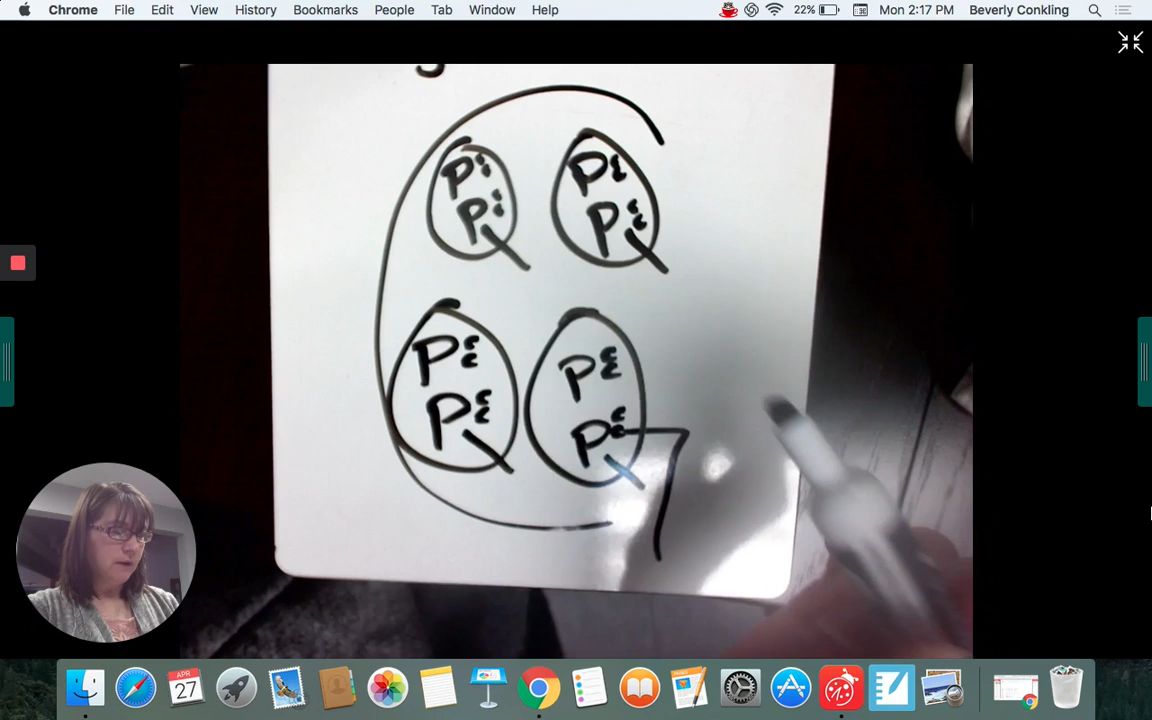 Chrome File Edit View History Bookmarks People Tab Window Help 22% Mon 2:17 PM Beverly Conkling
G
Q Q
P P
c c c c
P P
c c c c
Q Q
P P
c c c c
P P
c c c c
APR
27